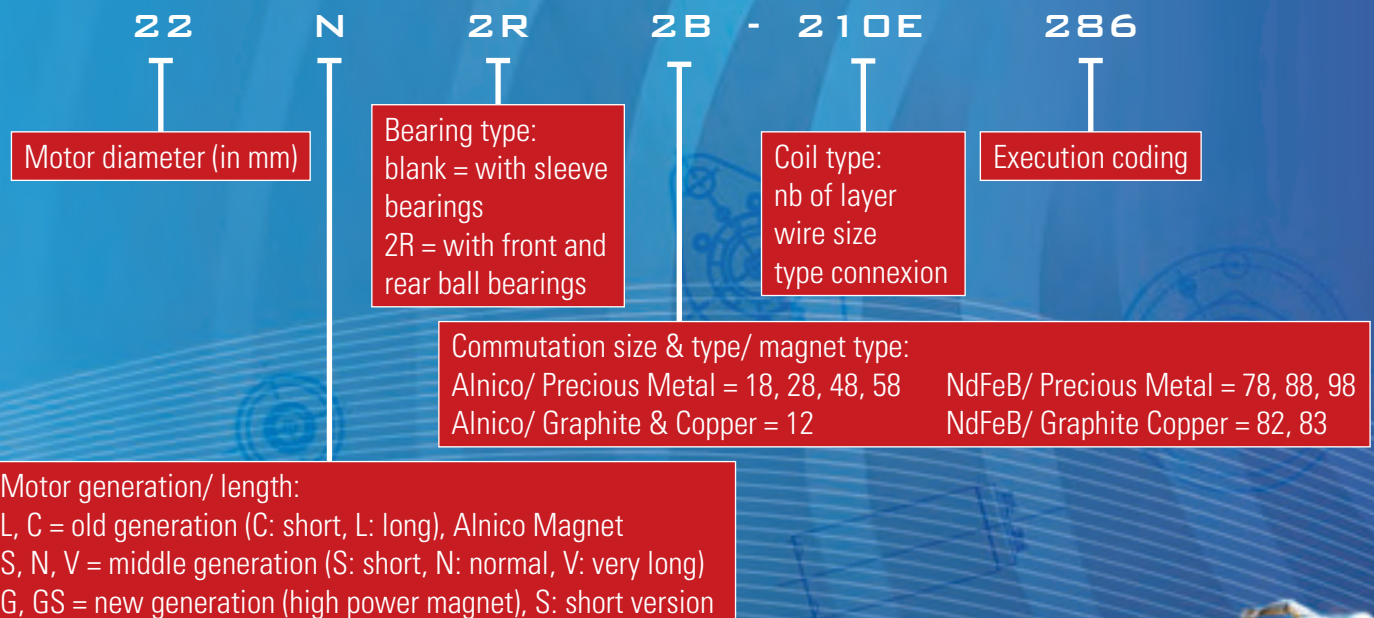 22 N 2R 2B - 210E 286
Motor diameter (in mm)
Bearing type:
blank = with sleeve
bearings
2R = with front and
rear ball bearings
Coil type:
nb of layer
wire size
type connexion
Execution coding
Commutation size & type/ magnet type:
Alnico/ Precious Metal = 18, 28, 48, 58 NdFeB/ Precious Metal = 78, 88, 98
Alnico/ Graphite & Copper = 12 NdFeB/ Graphite Copper = 82, 83
Motor generation/ length:
L, C = old generation (C: short, L: long), Alnico Magnet
S, N, V = middle generation (S: short, N: normal, V: very long)
G, GS = new generation (high power magnet), S: short version